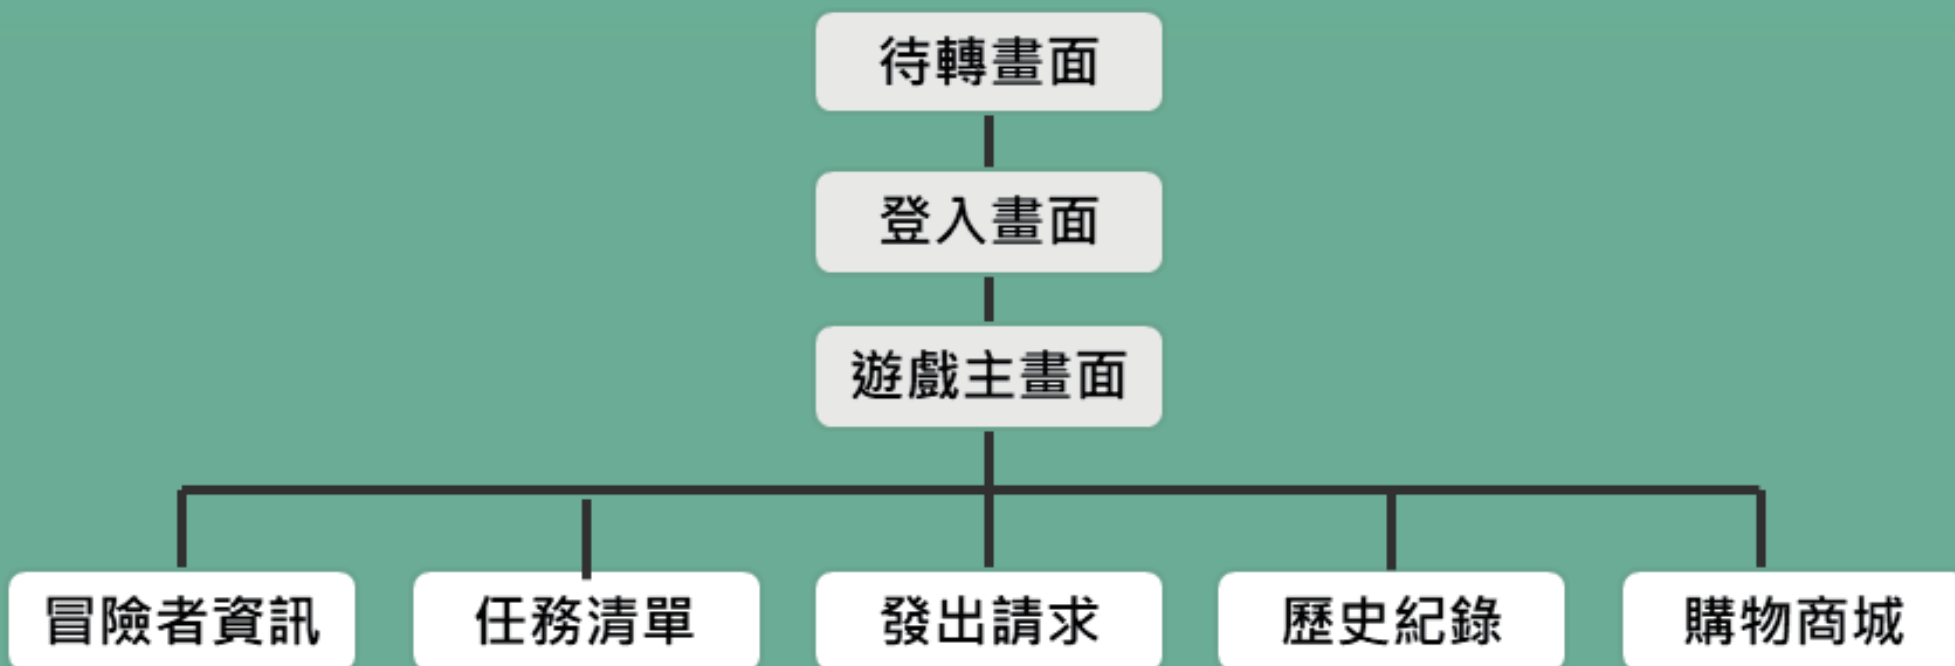 待轉畫面
登入畫面
遊戲主畫面
冒險者資訊
任務清單
發出請求
歷史紀錄
購物商城